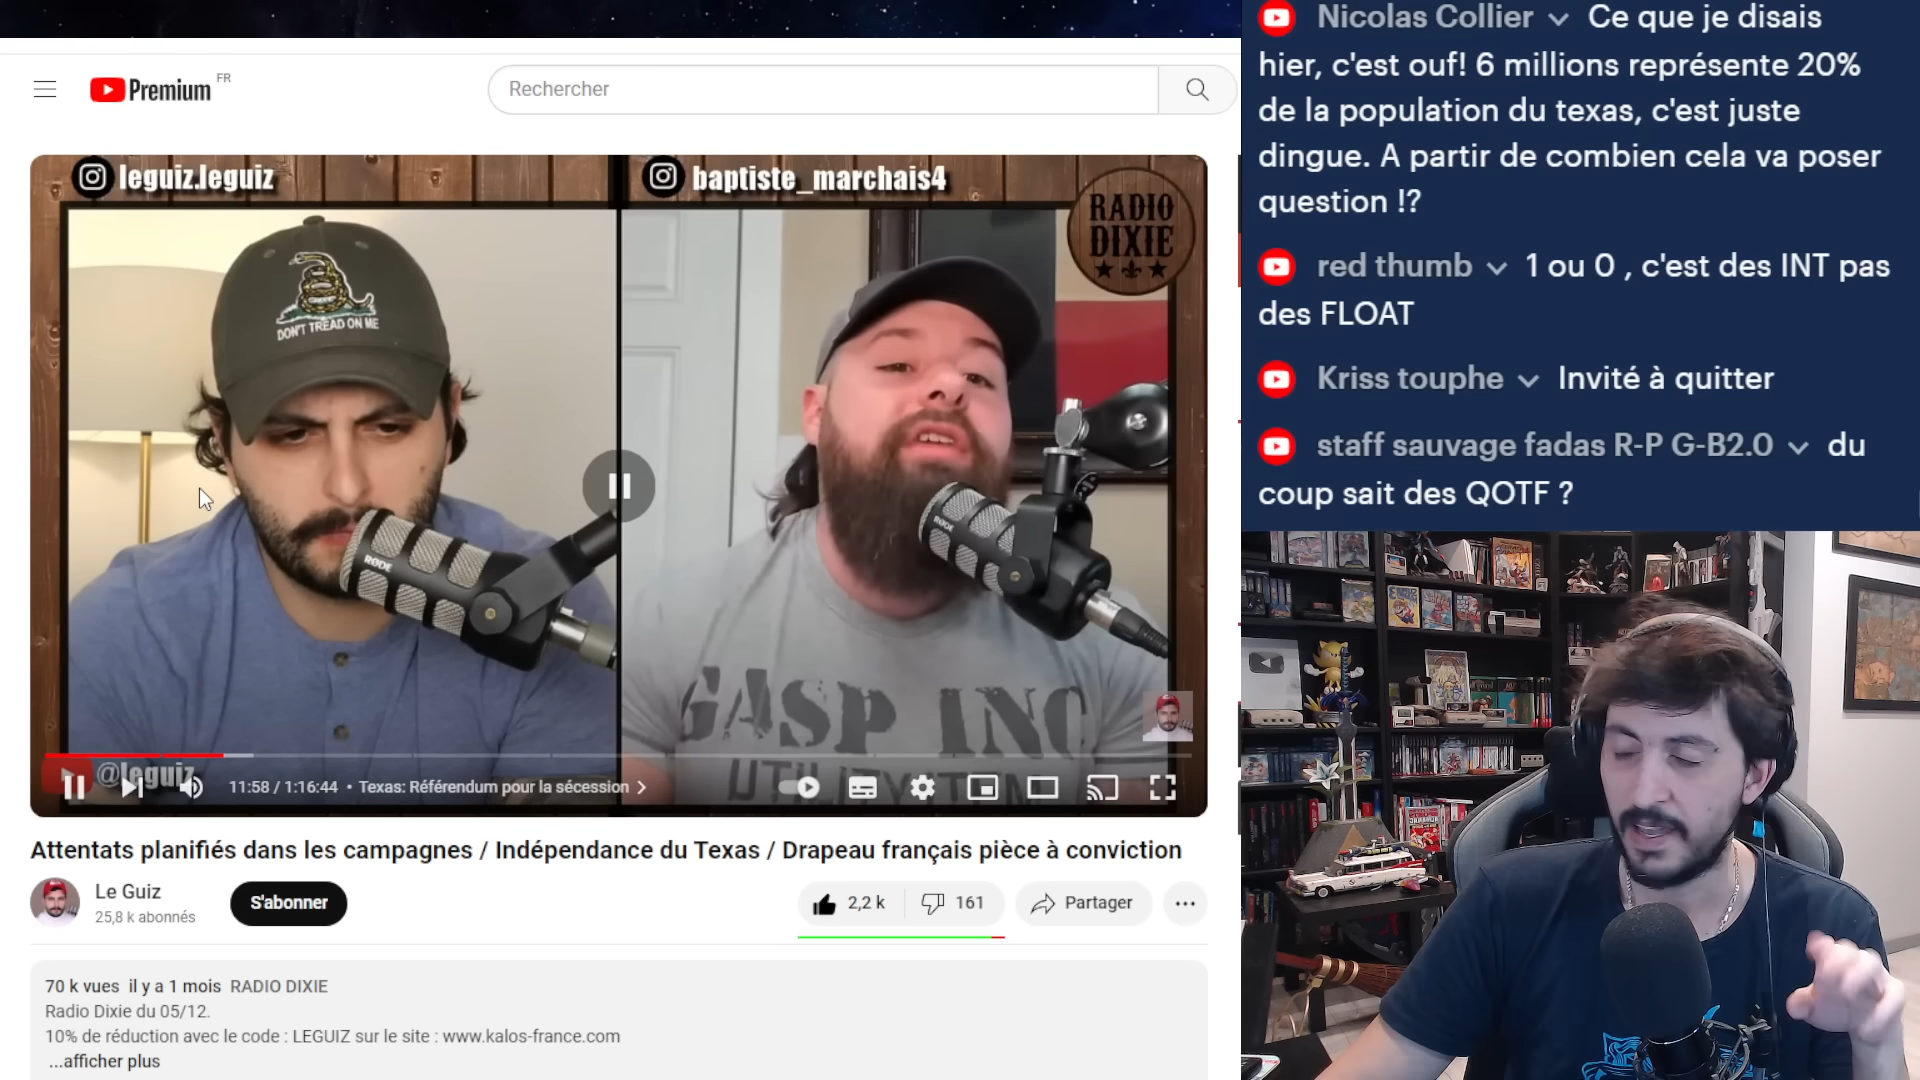 Premium FR
Rechercher
leguiz.leguiz
baptiste_marchais4
RADIO
DIXIE
DON'T TREAD ON ME
RØDE
RØDE
GASP INC
@leguiz
11:58 / 1:16:44 • Texas: Référendum pour la sécession
Attentats planifiés dans les campagnes / Indépendance du Texas / Drapeau français pièce à conviction
Le Guiz
25,8 k abonnés
S'abonner
2,2 k
161
Partager
70 k vues il y a 1 mois RADIO DIXIE
Radio Dixie du 05/12.
10% de réduction avec le code : LEGUIZ sur le site : www.kalos-france.com
...afficher plus
Nicolas Collier Ce que je disais
hier, c'est ouf! 6 millions représente 20%
de la population du texas, c'est juste
dingue. A partir de combien cela va poser
question !?
red thumb 1 ou 0 , c'est des INT pas
des FLOAT
Kriss touphe Invité à quitter
staff sauvage fadas R-P G-B2.0 du
coup sait des QOTF ?